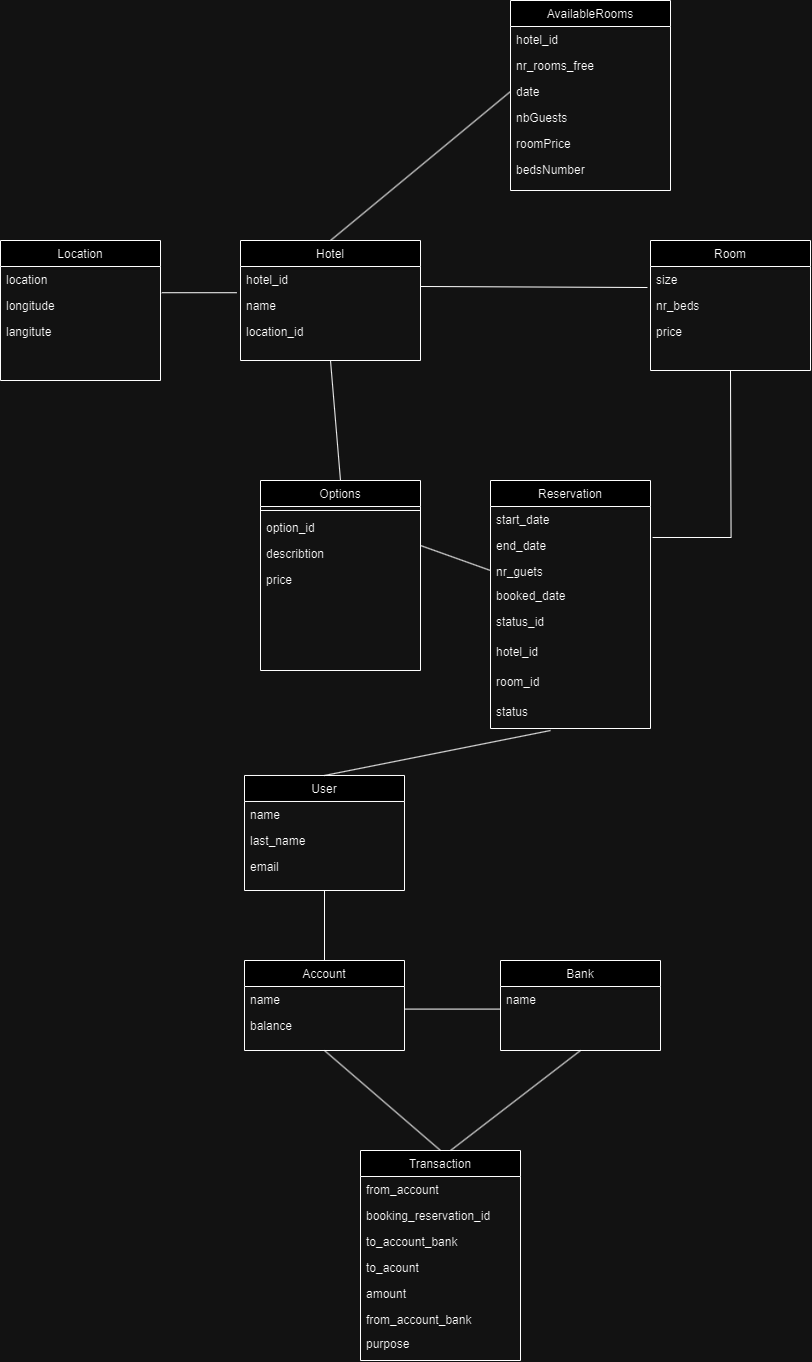 AvailableRooms
hotel_id
nr_rooms_free
date
nbGuests
roomPrice
bedsNumber
Location
location
longitude
langitute
Hotel
hotel_id
name
location_id
Room
size
nr_beds
price
Options
option_id
describtion
price
Reservation
start_date
end_date
nr_guets
booked_date
status_id
hotel_id
room_id
status
User
name
last_name
email
Account
name
balance
Bank
name
Transaction
from_account
booking_reservation_id
to_account_bank
to_acount
amount
from_account_bank
purpose